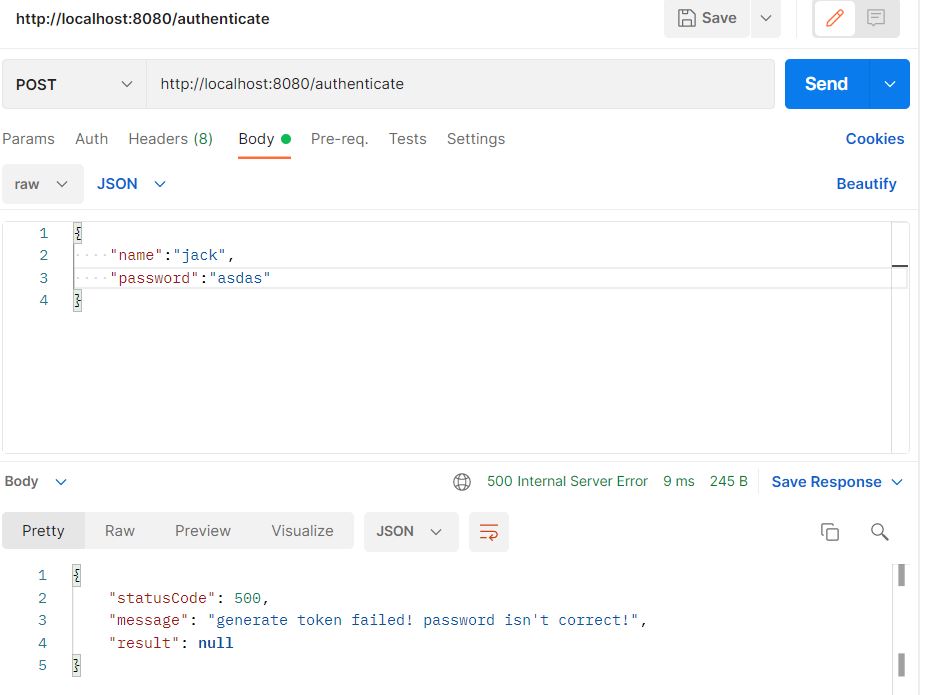 http://localhost:8080/authenticate Save
POST http://localhost:8080/authenticate Send
Params Auth Headers (8) Body Pre-req. Tests Settings Cookies
raw JSON Beautify
1 {
2 "name":"jack",
3 "password":"asdas"
4 }
Body 500 Internal Server Error 9 ms 245 B Save Response
Pretty Raw Preview Visualize JSON
1 {
2 "statusCode": 500,
3 "message": "generate token failed! password isn't correct!",
4 "result": null
5 }